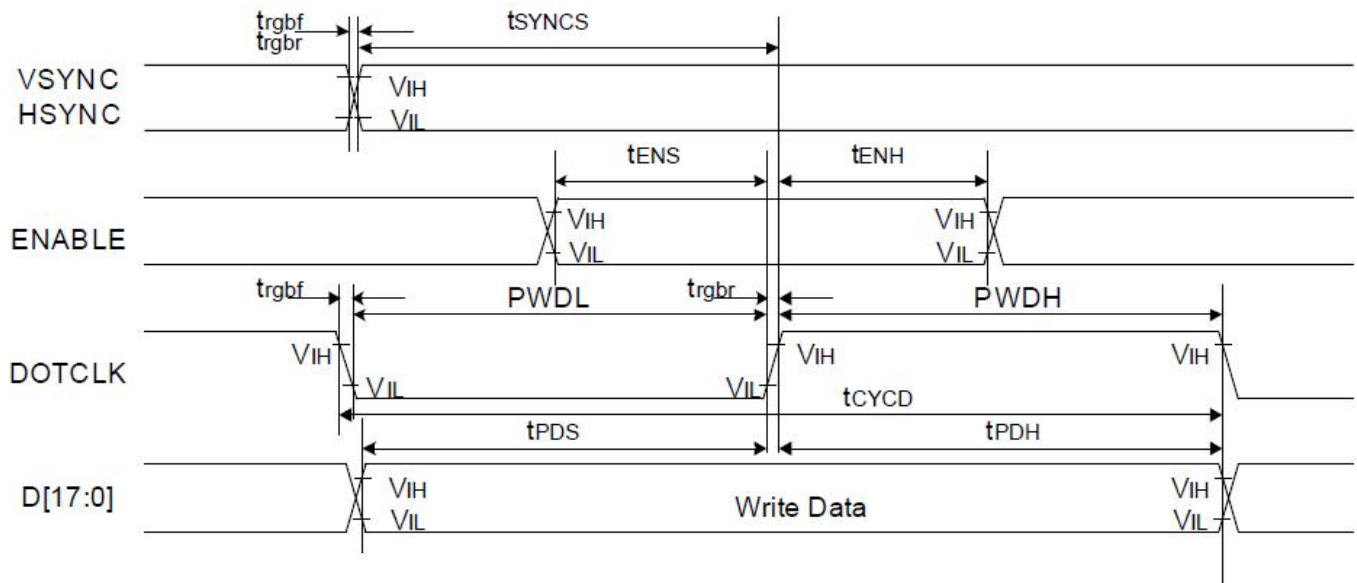 trgbf
trgbr
tSYNCS
VSYNC
HSYNC
VIH
VIL
tENS
tENH
ENABLE
VIH
VIL
VIH
VIL
trgbf
PWDL
trgbr
PWDH
DOTCLK
VIH
VIL
VIL
VIH
VIH
tCYCD
tPDS
tPDH
D[17:0]
VIH
VIL
Write Data
VIH
VIL